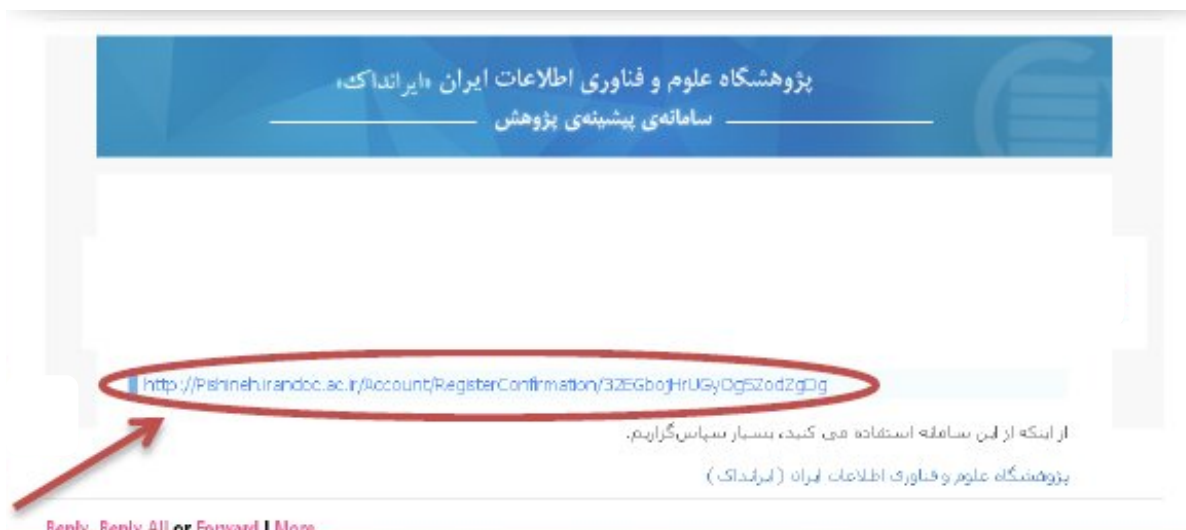 پژوهشگاه علوم و فناوری اطلاعات ایران «ایرانداک»
سامانه‌ی پیشینه‌ی پژوهش
http://Pishineh.irandoc.ac.ir/Account/RegisterConfirmation/
از اینکه از این سامانه استفاده می کنید، بسیار سپاس‌گزاریم.
پژوهشگاه علوم و فناوری اطلاعات ایران ( ایرانداک )
Reply, Reply All or Forward | More